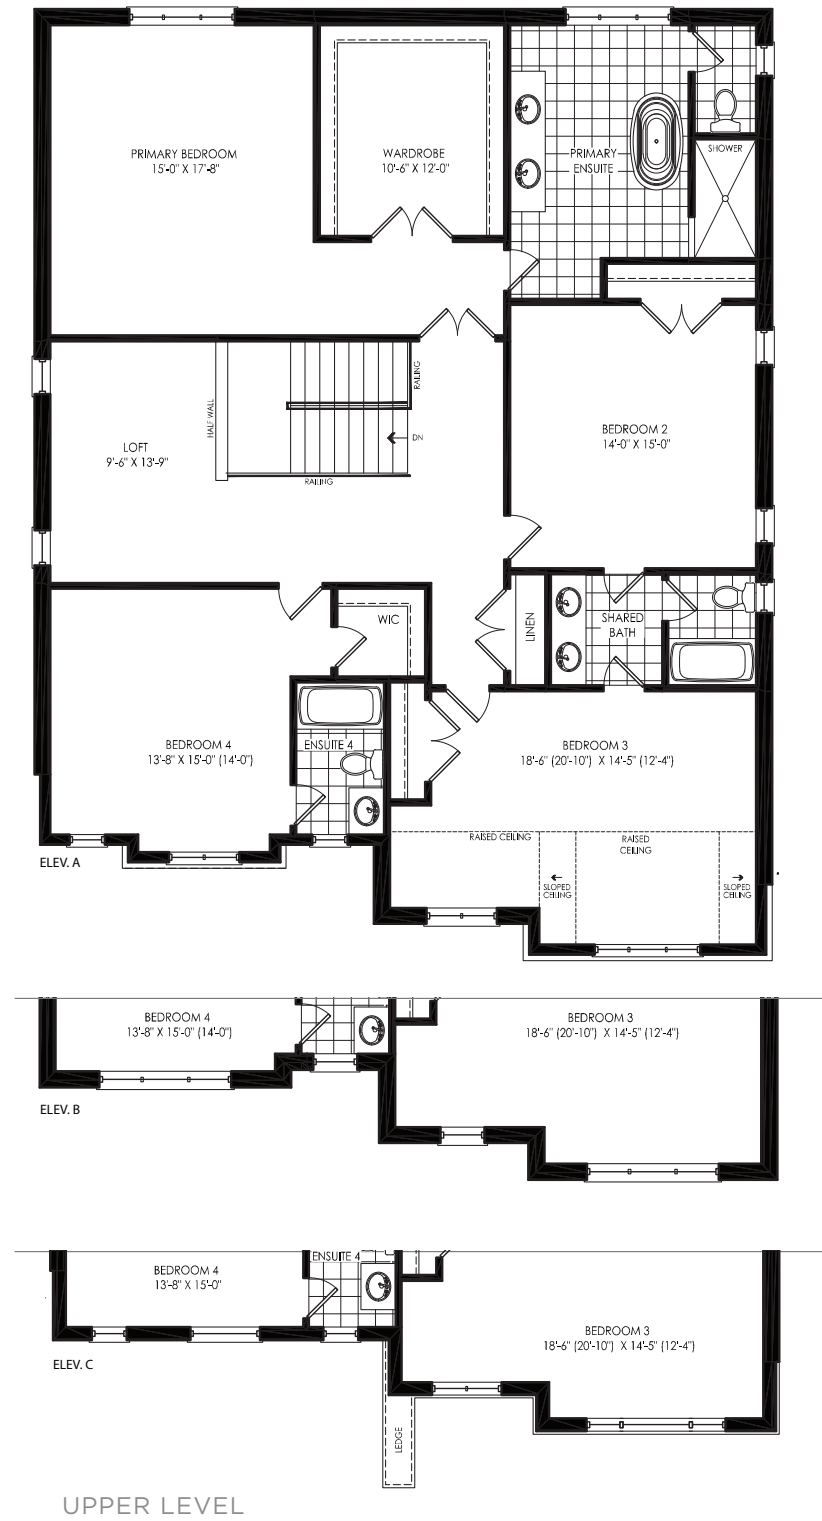 PRIMARY BEDROOM
15'-0" X 17'-8"
WARDROBE
10'-6" X 12'-0"
PRIMARY
ENSUITE
SHOWER
RAILING
HALF WALL
LOFT
9'-6" X 13'-9"
DN
RAILING
BEDROOM 2
14'-0" X 15'-0"
WIC
LINEN
SHARED
BATH
BEDROOM 4
13'-8" X 15'-0" (14'-0")
ENSUITE 4
BEDROOM 3
18'-6" (20'-10") X 14'-5" (12'-4")
RAISED CEILING
RAISED
CEILING
SLOPED
CEILING
SLOPED
CEILING
ELEV. A
BEDROOM 4
13'-8" X 15'-0" (14'-0")
BEDROOM 3
18'-6" (20'-10") X 14'-5" (12'-4")
ELEV. B
ENSUITE 4
BEDROOM 4
13'-8" X 15'-0"
BEDROOM 3
18'-6" (20'-10") X 14'-5" (12'-4")
ELEV. C
LEDGE
UPPER LEVEL